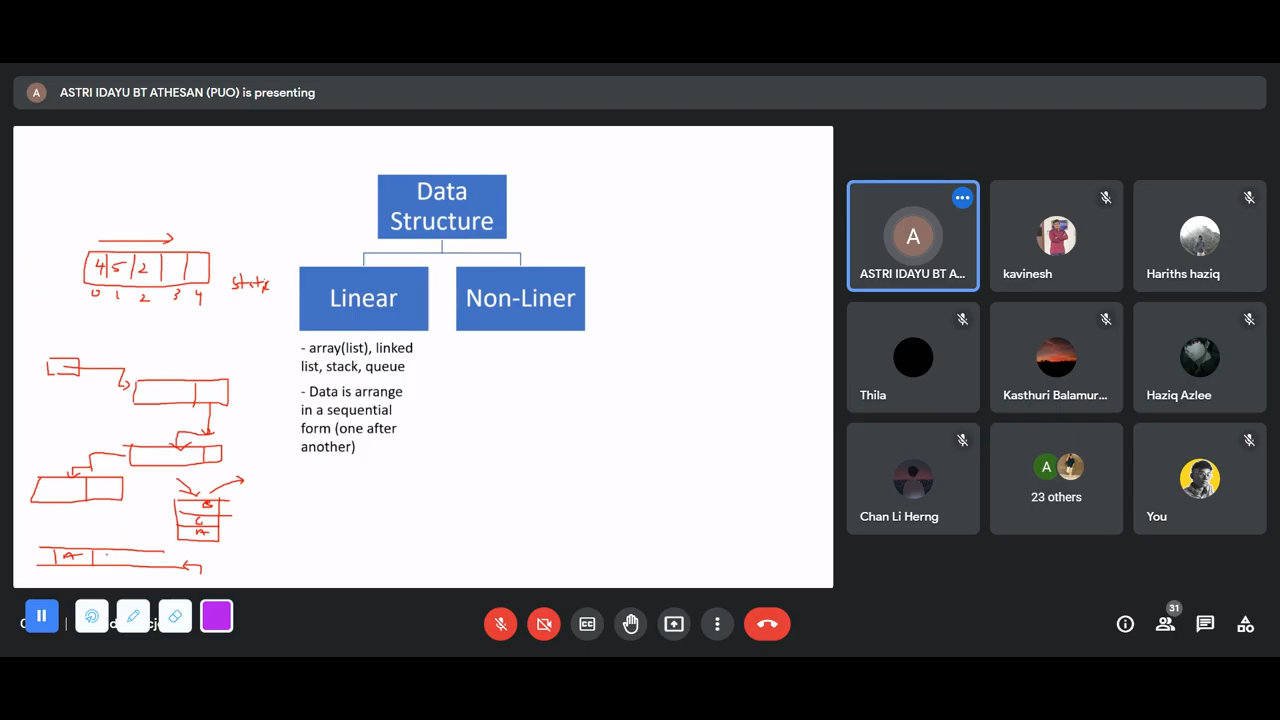 A
ASTRI IDAYU BT ATHESAN (PUO) is presenting
Data
Structure
Linear
Non-Liner
- array(list), linked
list, stack, queue
- Data is arrange
in a sequential
form (one after
another)
4 5 2
0 1 2 3 4
static
B
C
A
A
A
ASTRI IDAYU BT A...
kavinesh
Hariths haziq
Thila
Kasthuri Balamur...
Haziq Azlee
Chan Li Herng
A
23 others
You
CC
31